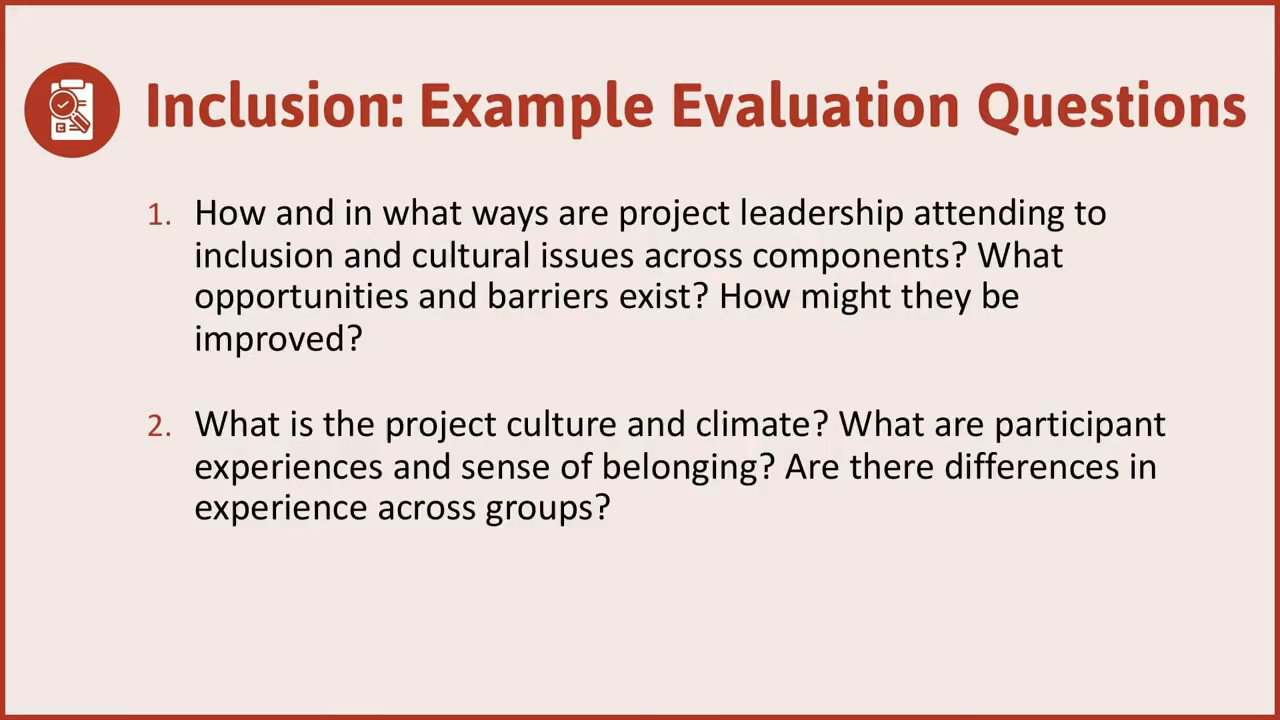 Inclusion: Example Evaluation Questions
1. How and in what ways are project leadership attending to
inclusion and cultural issues across components? What
opportunities and barriers exist? How might they be
improved?
2. What is the project culture and climate? What are participant
experiences and sense of belonging? Are there differences in
experience across groups?